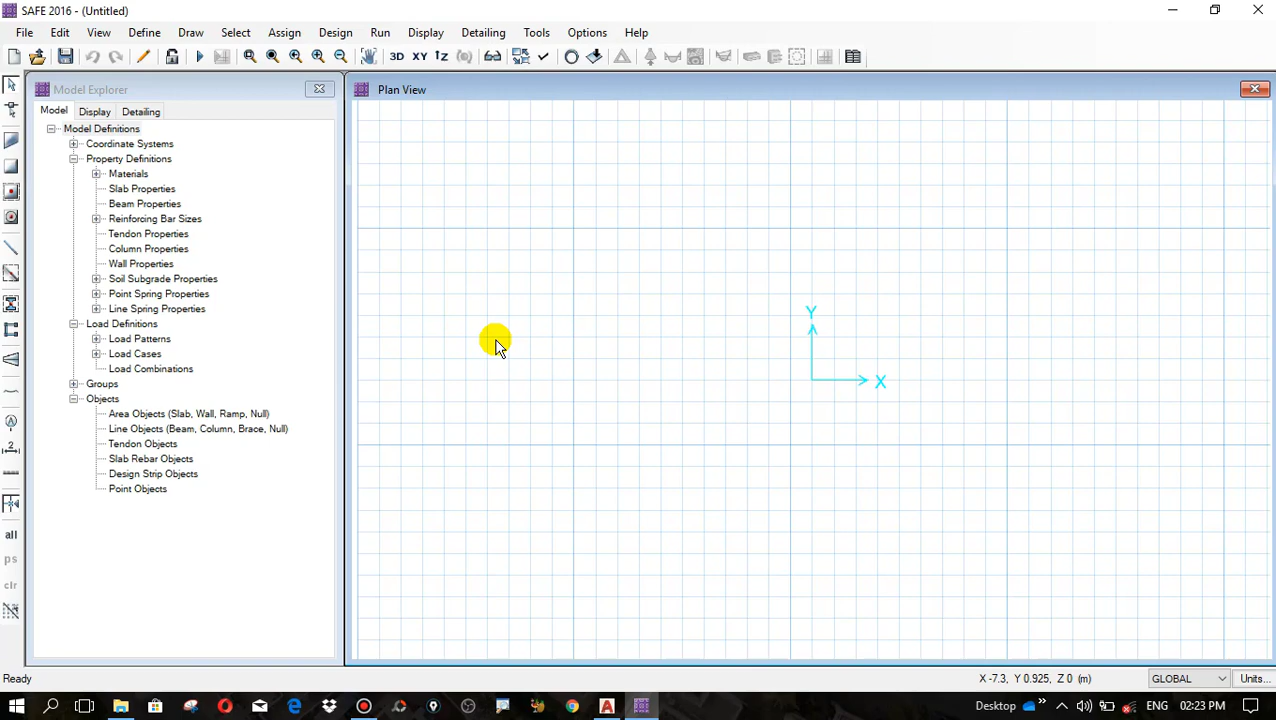 SAFE 2016 - (Untitled)
File Edit View Define Draw Select Assign Design Run Display Detailing Tools Options Help
3D XY
Model Explorer
Plan View
Model Display Detailing
Model Definitions
Coordinate Systems
Property Definitions
Materials
Slab Properties
Beam Properties
Reinforcing Bar Sizes
Tendon Properties
Column Properties
Wall Properties
Soil Subgrade Properties
Point Spring Properties
Line Spring Properties
Load Definitions
Load Patterns
Load Cases
Load Combinations
Groups
Objects
Area Objects (Slab, Wall, Ramp, Null)
Line Objects (Beam, Column, Brace, Null)
Tendon Objects
Slab Rebar Objects
Design Strip Objects
Point Objects
Y
X
all
ps
clr
Ready
X -7.3, Y 0.925, Z 0 (m)
GLOBAL
Units...
Desktop
ENG
02:23 PM